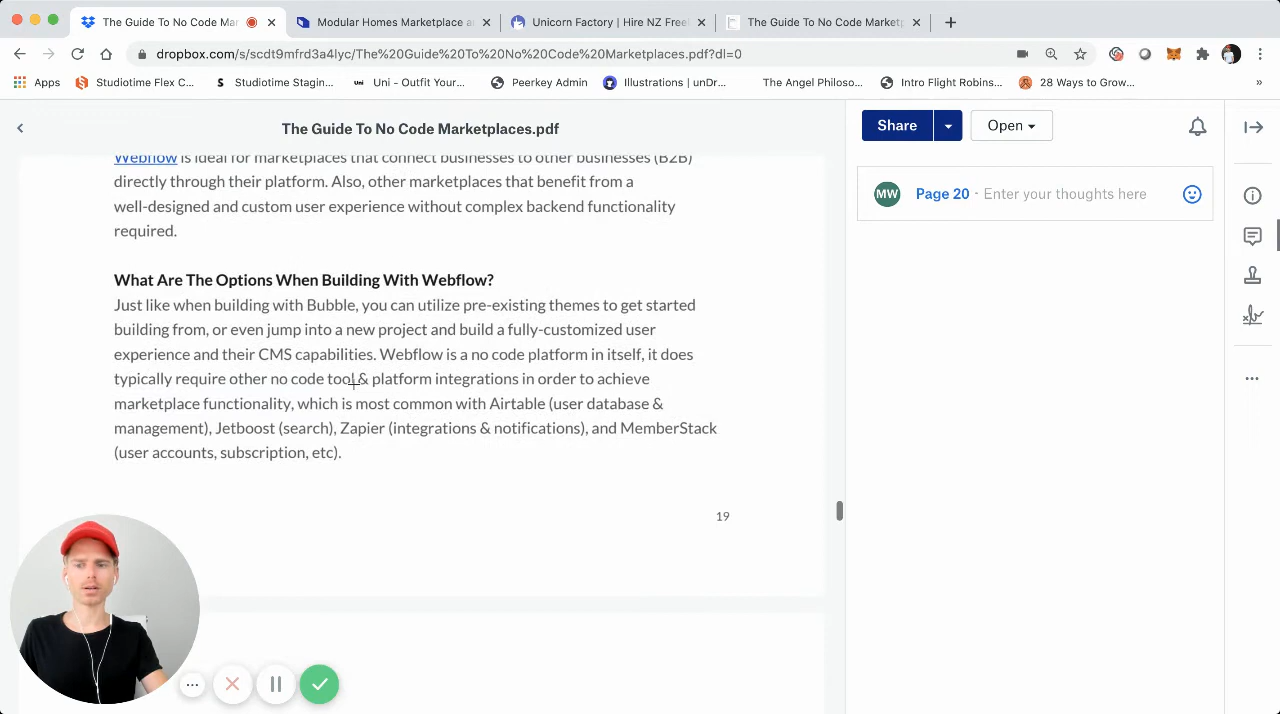 The Guide To No Code Mar
Modular Homes Marketplace a
Unicorn Factory | Hire NZ Free
The Guide To No Code Marketp
dropbox.com/s/scdt9mfrd3a4lyc/The%20Guide%20To%20No%20Code%20Marketplaces.pdf?dl=0
Apps
Studiotime Flex C...
Studiotime Stagin...
uni
Uni - Outfit Your...
Peerkey Admin
Illustrations | unDr...
The Angel Philoso...
Intro Flight Robins...
28 Ways to Grow...
»
The Guide To No Code Marketplaces.pdf
Share
Open
Webflow is ideal for marketplaces that connect businesses to other businesses (B2B)
directly through their platform. Also, other marketplaces that benefit from a
well-designed and custom user experience without complex backend functionality
required.
What Are The Options When Building With Webflow?
Just like when building with Bubble, you can utilize pre-existing themes to get started
building from, or even jump into a new project and build a fully-customized user
experience and their CMS capabilities. Webflow is a no code platform in itself, it does
typically require other no code tool & platform integrations in order to achieve
marketplace functionality, which is most common with Airtable (user database &
management), Jetboost (search), Zapier (integrations & notifications), and MemberStack
(user accounts, subscription, etc).
19
MW
Page 20 · Enter your thoughts here